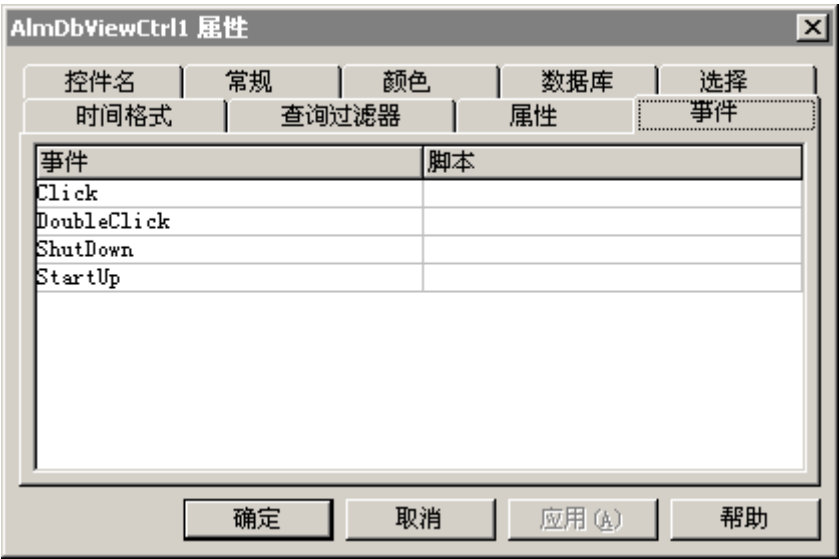 AlmDbViewCtrl1 属性
控件名 常规 颜色 数据库 选择
时间格式 查询过滤器 属性 事件
事件 脚本
Click
DoubleClick
ShutDown
StartUp
确定 取消 应用(A) 帮助